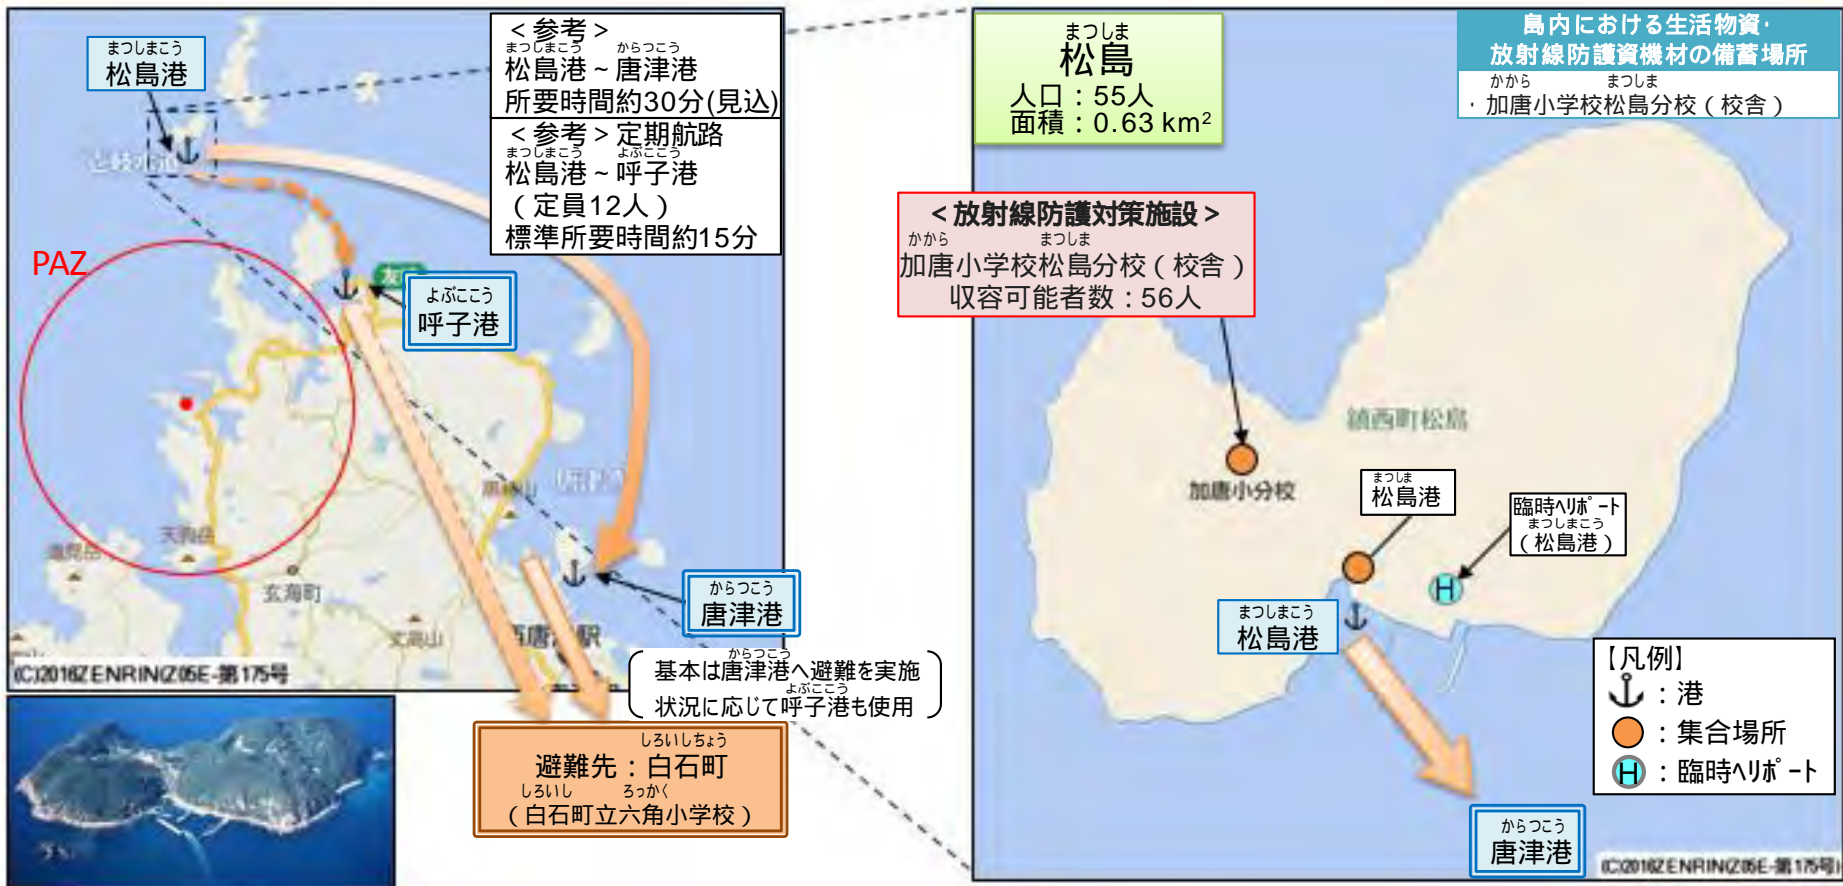 まつしまこう
松島港
＜参考＞
まつしまこう からつこう
松島港～唐津港
所要時間約30分(見込)
＜参考＞定期航路
まつしまこう よぶここう
松島港～呼子港
（定員12人）
標準所要時間約15分
壱岐水道
PAZ
よぶここう
呼子港
天狗岳
玄海町
からつこう
唐津港
西唐津駅
(C)2016ZENRIN(Z05E-第175号
からつこう
基本は唐津港へ避難を実施
よぶここう
状況に応じて呼子港も使用
しろいしちょう
避難先：白石町
しろいし ろっかく
（白石町立六角小学校）
まつしま
松島
人口：55人
面積：0.63 km²
島内における生活物資・
放射線防護資機材の備蓄場所
かから まつしま
・加唐小学校松島分校（校舎）
＜放射線防護対策施設＞
かから まつしま
加唐小学校松島分校（校舎）
収容可能者数：56人
鎮西町松島
加唐小分校
まつしま
松島港
臨時ﾍﾘﾎﾟｰﾄ
まつしまこう
（松島港）
H
まつしまこう
松島港
【凡例】
：港
：集合場所
H：臨時ﾍﾘﾎﾟｰﾄ
からつこう
唐津港
(C)2016ZENRIN(Z05E-第175号)